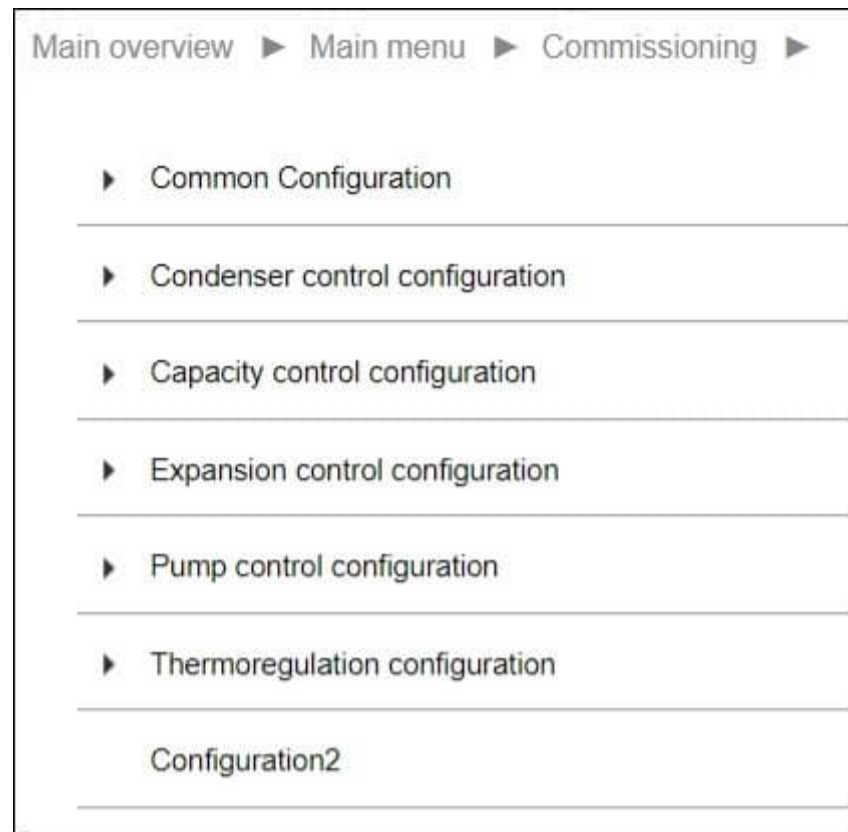 Main overview ► Main menu ► Commissioning ►
Common Configuration
Condenser control configuration
Capacity control configuration
Expansion control configuration
Pump control configuration
Thermoregulation configuration
Configuration2